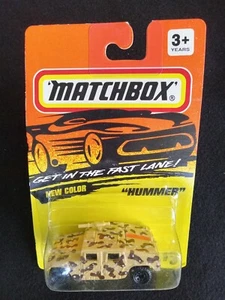 3+
YEARS
MATCHBOX®
GET IN THE FAST LANE!
NEW COLOR
"HUMMER"